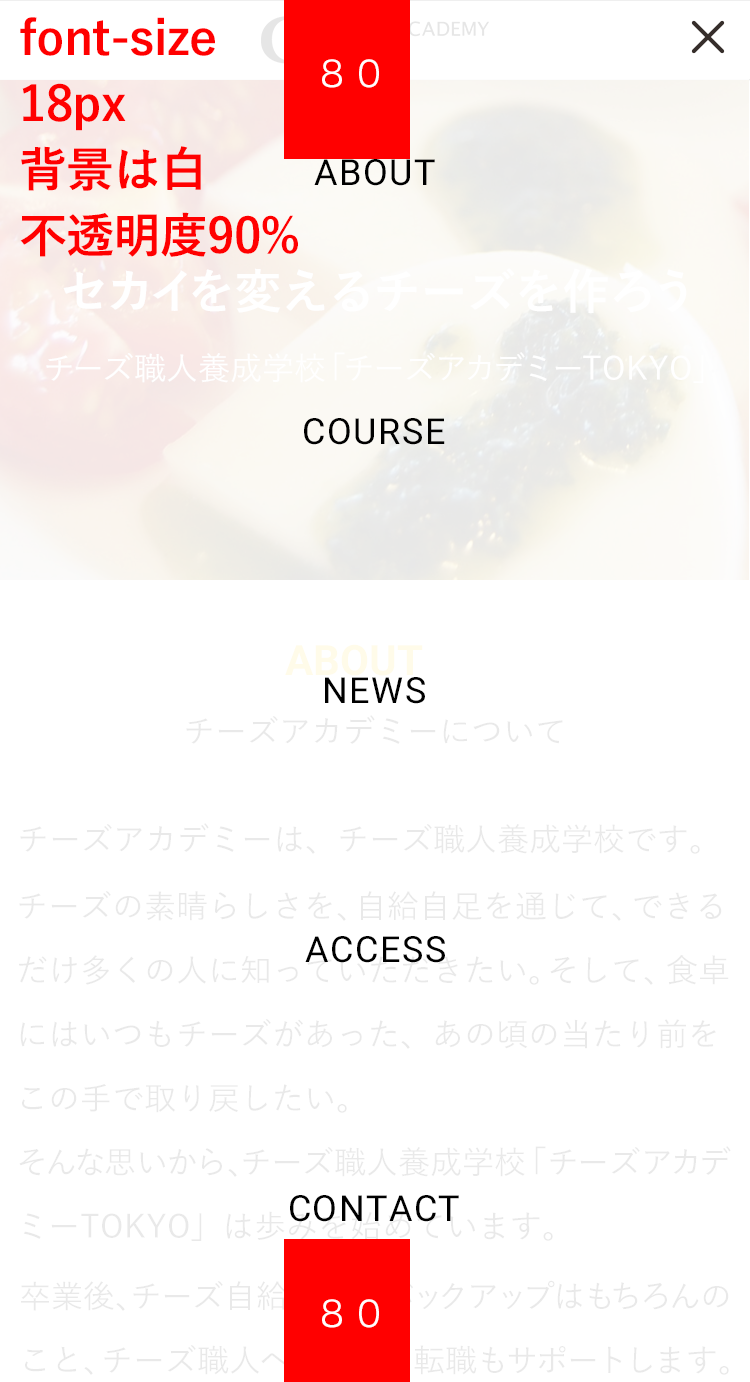 font-size
18px
背景は白
不透明度90%
CADEMY
80
ABOUT
セカイを変えるチーズを作ろう
チーズ職人養成学校「チーズアカデミーTOKYO」
COURSE
ABOUT
NEWS
チーズアカデミーについて
チーズアカデミーは、チーズ職人養成学校です。
チーズの素晴らしさを、自給自足を通じて、できる
だけ多くの人に知っていただきたい。そして、食卓
ACCESS
にはいつもチーズがあった、あの頃の当たり前を
この手で取り戻したい。
そんな思いから、チーズ職人養成学校「チーズアカデ
ミーTOKYO」は歩みを始めています。
CONTACT
卒業後、チーズ自給 ックアップはもちろんの
80
こと、チーズ職人へ 転職もサポートします。